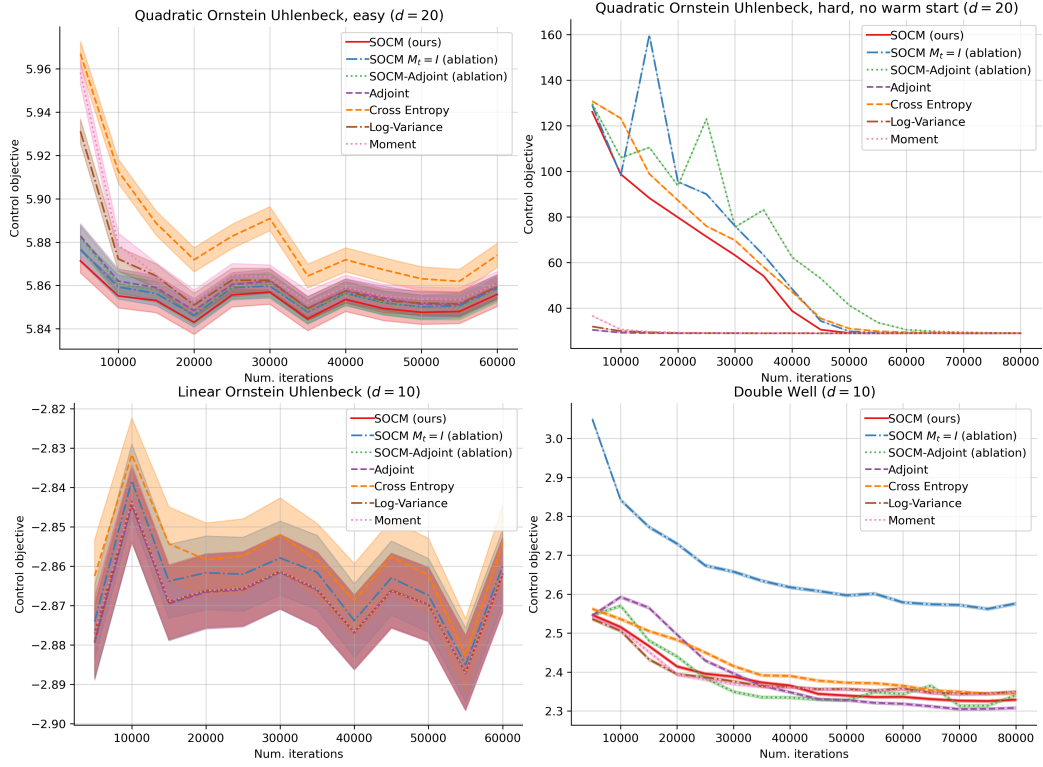 Quadratic Ornstein Uhlenbeck, easy (d = 20)
Control objective
5.96
5.94
5.92
5.90
5.88
5.86
5.84
SOCM (ours)
SOCM M_t = I (ablation)
SOCM-Adjoint (ablation)
Adjoint
Cross Entropy
Log-Variance
Moment
10000 20000 30000 40000 50000 60000
Num. iterations
Quadratic Ornstein Uhlenbeck, hard, no warm start (d = 20)
Control objective
160
140
120
100
80
60
40
SOCM (ours)
SOCM M_t = I (ablation)
SOCM-Adjoint (ablation)
Adjoint
Cross Entropy
Log-Variance
Moment
10000 20000 30000 40000 50000 60000 70000 80000
Num. iterations
Linear Ornstein Uhlenbeck (d = 10)
Control objective
−2.82
−2.83
−2.84
−2.85
−2.86
−2.87
−2.88
−2.89
−2.90
SOCM (ours)
SOCM M_t = I (ablation)
SOCM-Adjoint (ablation)
Adjoint
Cross Entropy
Log-Variance
Moment
10000 20000 30000 40000 50000 60000
Num. iterations
Double Well (d = 10)
Control objective
3.0
2.9
2.8
2.7
2.6
2.5
2.4
2.3
SOCM (ours)
SOCM M_t = I (ablation)
SOCM-Adjoint (ablation)
Adjoint
Cross Entropy
Log-Variance
Moment
10000 20000 30000 40000 50000 60000 70000 80000
Num. iterations